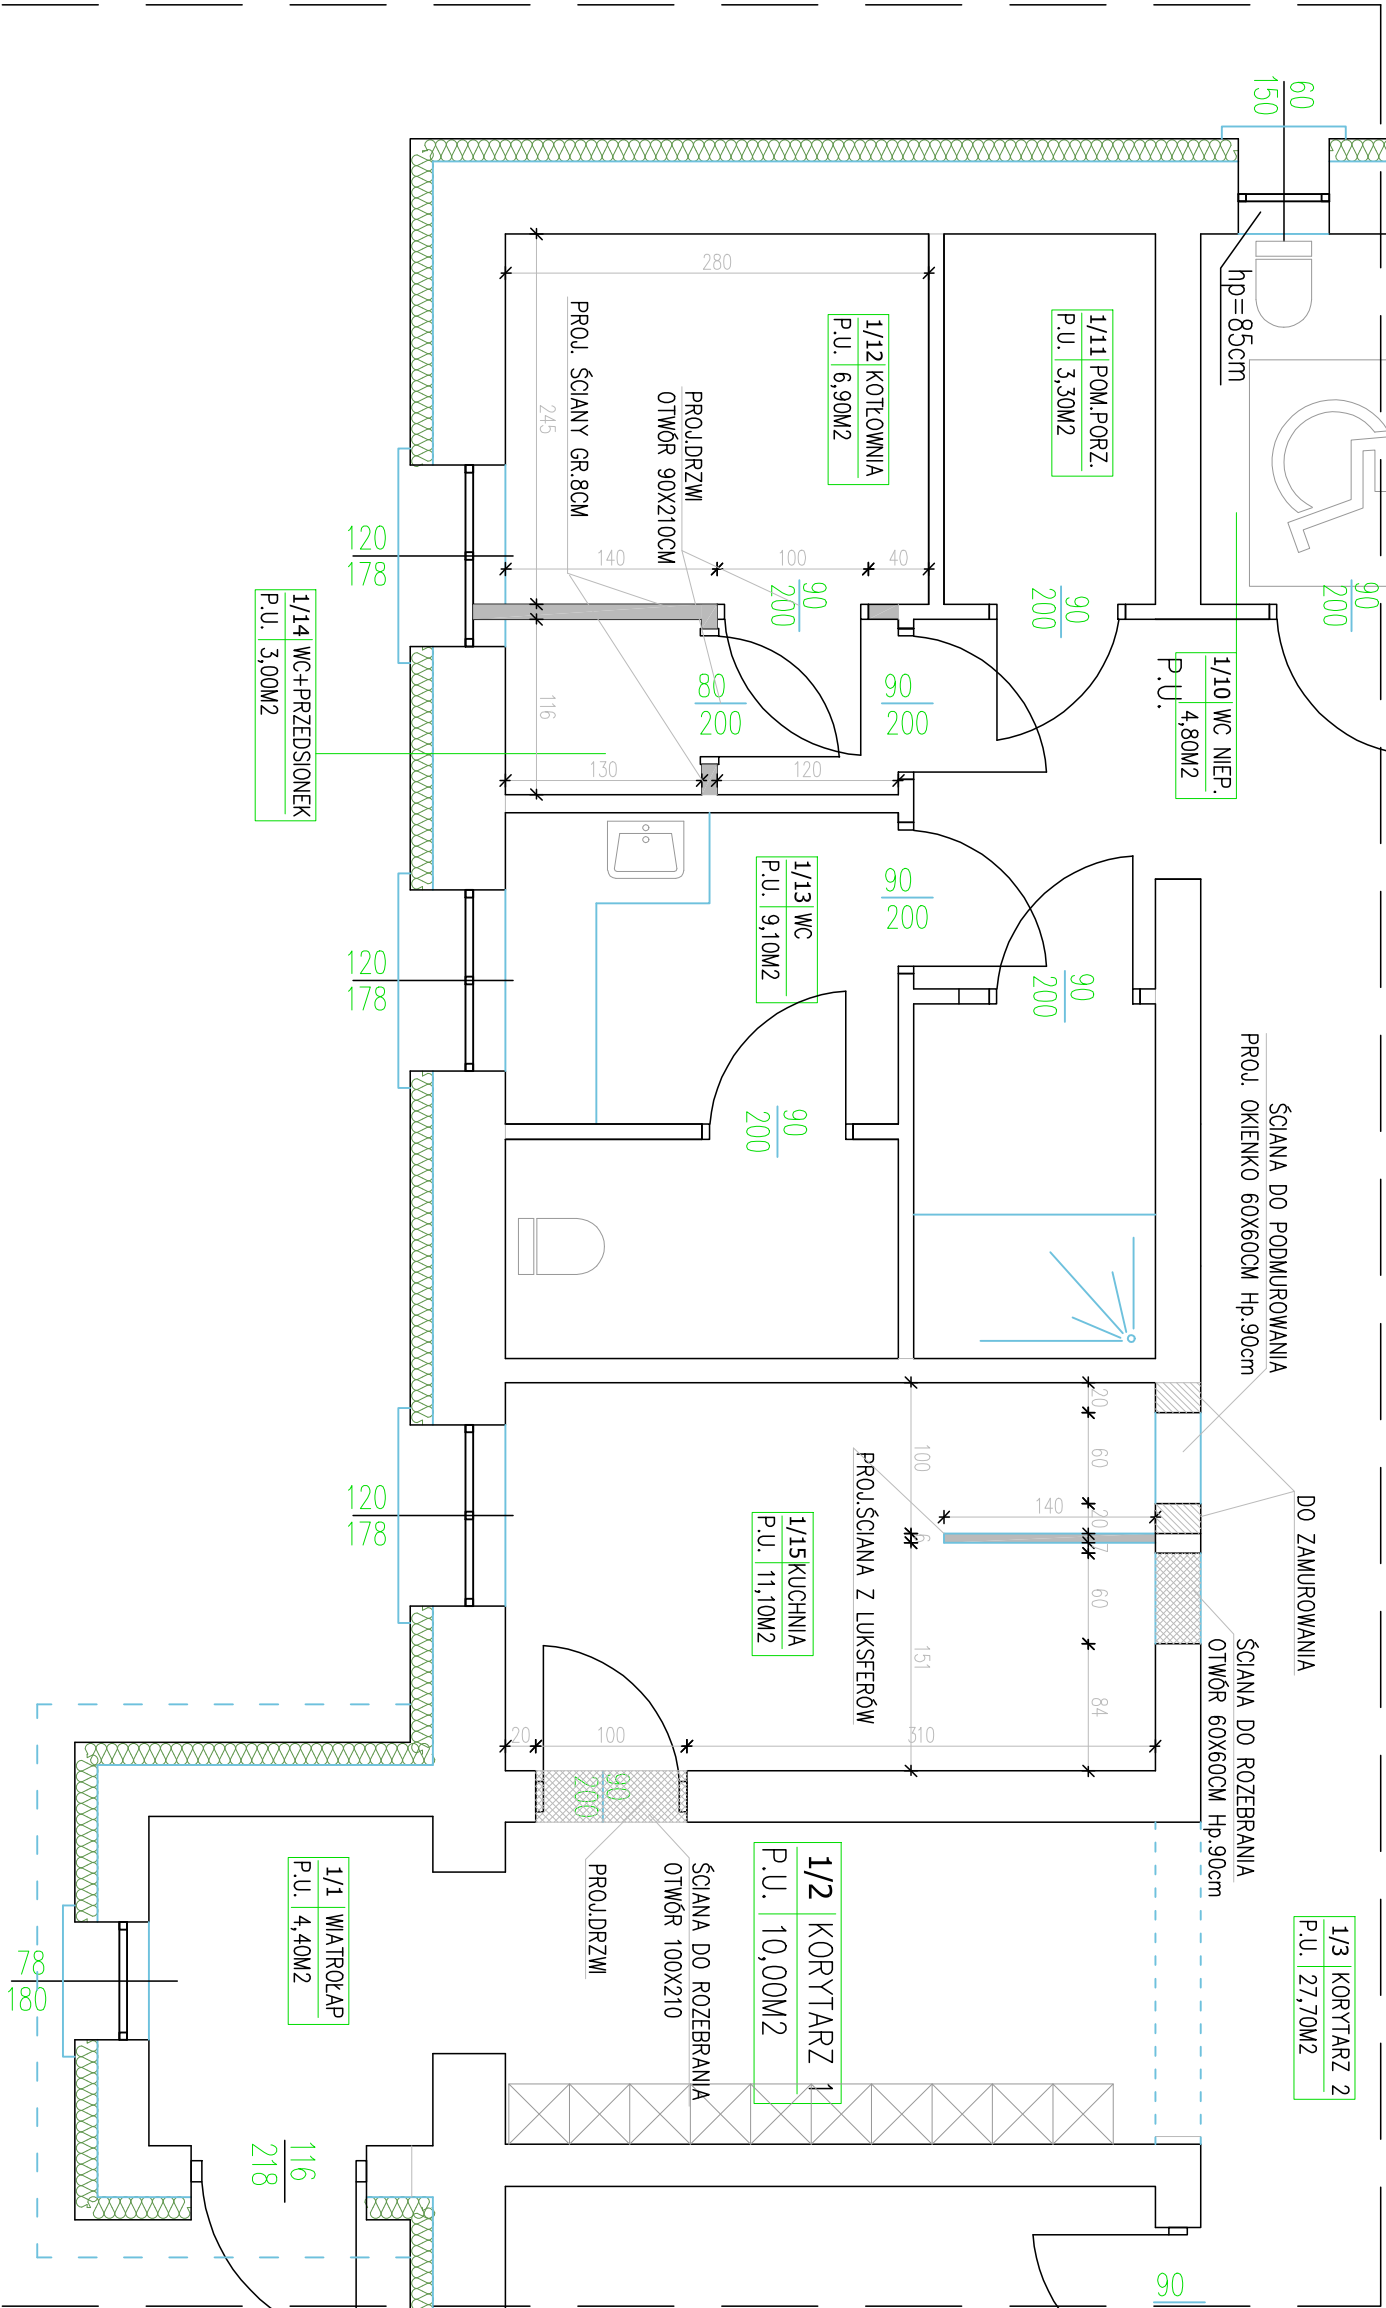 60
150
hp=85cm
280
1/11 POM.PORZ.
P.U. 3,30M2
1/12 KOTŁOWNIA
P.U. 6,90M2
PROJ.DRZWI
OTWÓR 90X210CM
PROJ. ŚCIANY GR.8CM
245
140
100
40
90
200
90
200
90
200
120
178
1/14 WC+PRZEDSIONEK
P.U. 3,00M2
116
80
200
90
200
130
120
1/10 WC NIEP.
P.U. 4,80M2
1/13 WC
P.U. 9,10M2
90
200
90
200
120
178
90
200
ŚCIANA DO PODMUROWANIA
PROJ. OKIENKO 60X60CM Hp.90cm
DO ZAMUROWANIA
20
60
20
7
60
84
100
6
151
140
PROJ.ŚCIANA Z LUKSFERÓW
1/15 KUCHNIA
P.U. 11,10M2
120
178
ŚCIANA DO ROZEBRANIA
OTWÓR 60X60CM Hp.90cm
20
100
310
90
200
PROJ.DRZWI
ŚCIANA DO ROZEBRANIA
OTWÓR 100X210
1/2 KORYTARZ 1
P.U. 10,00M2
1/3 KORYTARZ 2
P.U. 27,70M2
1/1 WIATROŁAP
P.U. 4,40M2
78
180
116
218
90